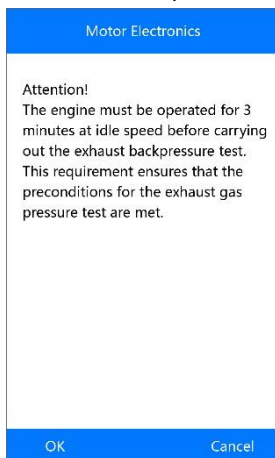 Motor Electronics
Attention!
The engine must be operated for 3
minutes at idle speed before carrying
out the exhaust backpressure test.
This requirement ensures that the
preconditions for the exhaust gas
pressure test are met.
OK Cancel